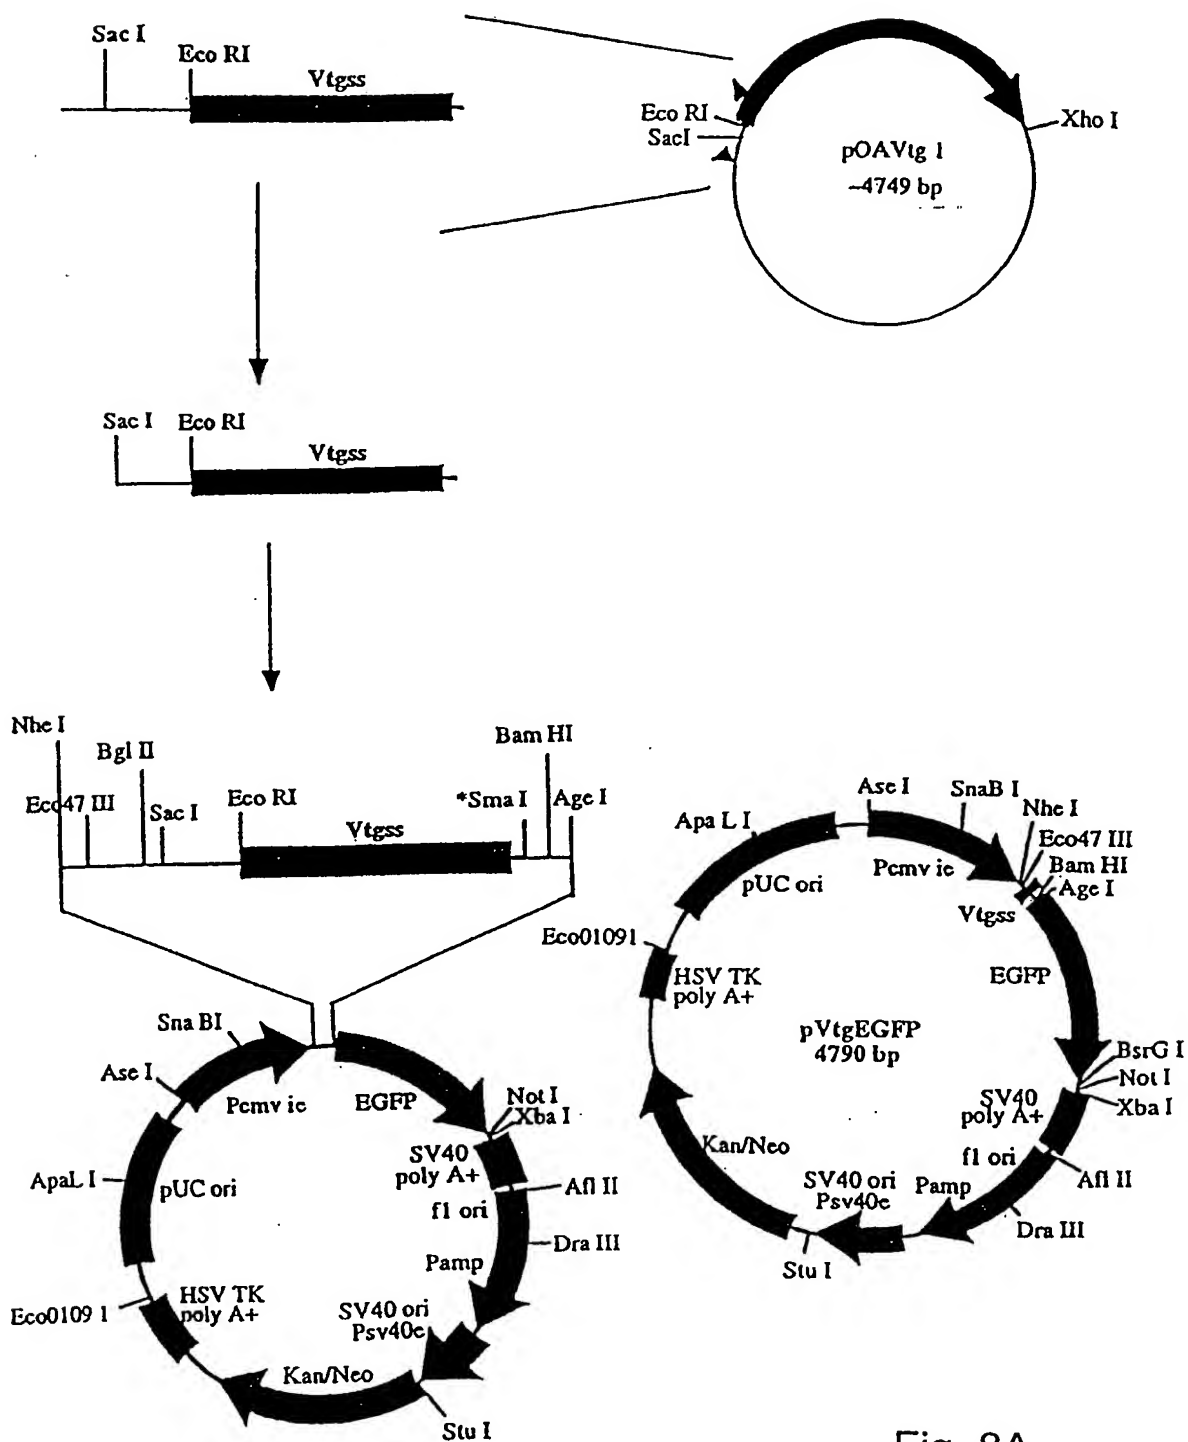 Sac I
Eco RI
Vtgss
Eco RI
SacI
Xho I
pOAVtg 1
~4749 bp
Sac I
Eco RI
Vtgss
Nhe I
Bgl II
Eco47 III
Sac I
Eco RI
Vtgss
*Sma I
Bam HI
Age I
Sna BI
Ase I
Pcmv ie
EGFP
Not I
Xba I
SV40
poly A+
Afl II
f1 ori
Dra III
Pamp
SV40 ori
Psv40e
Stu I
Kan/Neo
HSV TK
poly A+
Eco0109 1
pUC ori
ApaL I
Ase I
SnaB I
Nhe I
Eco47 III
Bam HI
Age I
Apa L I
pUC ori
Pcmv ie
Vtgss
Eco01091
HSV TK
poly A+
EGFP
pVtgEGFP
4790 bp
BsrG I
Not I
Xba I
SV40
poly A+
f1 ori
Afl II
Kan/Neo
SV40 ori
Psv40e
Pamp
Dra III
Stu I
Fig. 8A